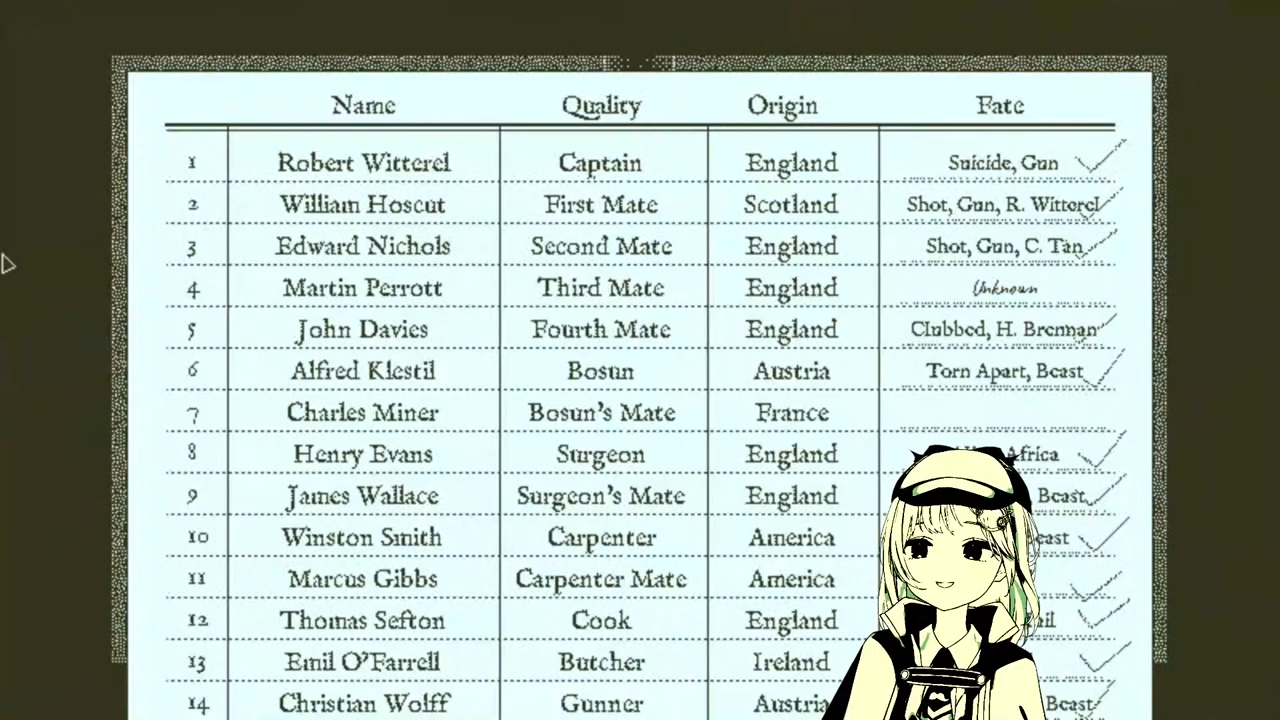 Name Quality Origin Fate
1 Robert Witterel Captain England Suicide, Gun
2 William Hoscut First Mate Scotland Shot, Gun, R. Witterel
3 Edward Nichols Second Mate England Shot, Gun, C. Tan
4 Martin Perrott Third Mate England Unknown
5 John Davies Fourth Mate England Clubbed, H. Brennan
6 Alfred Klestil Bosun Austria Torn Apart, Beast
7 Charles Miner Bosun's Mate France
8 Henry Evans Surgeon England Africa
9 James Wallace Surgeon's Mate England Beast
10 Winston Smith Carpenter America
11 Marcus Gibbs Carpenter Mate America
12 Thomas Sefton Cook England
13 Emil O'Farrell Butcher Ireland
14 Christian Wolff Gunner Austria Beast